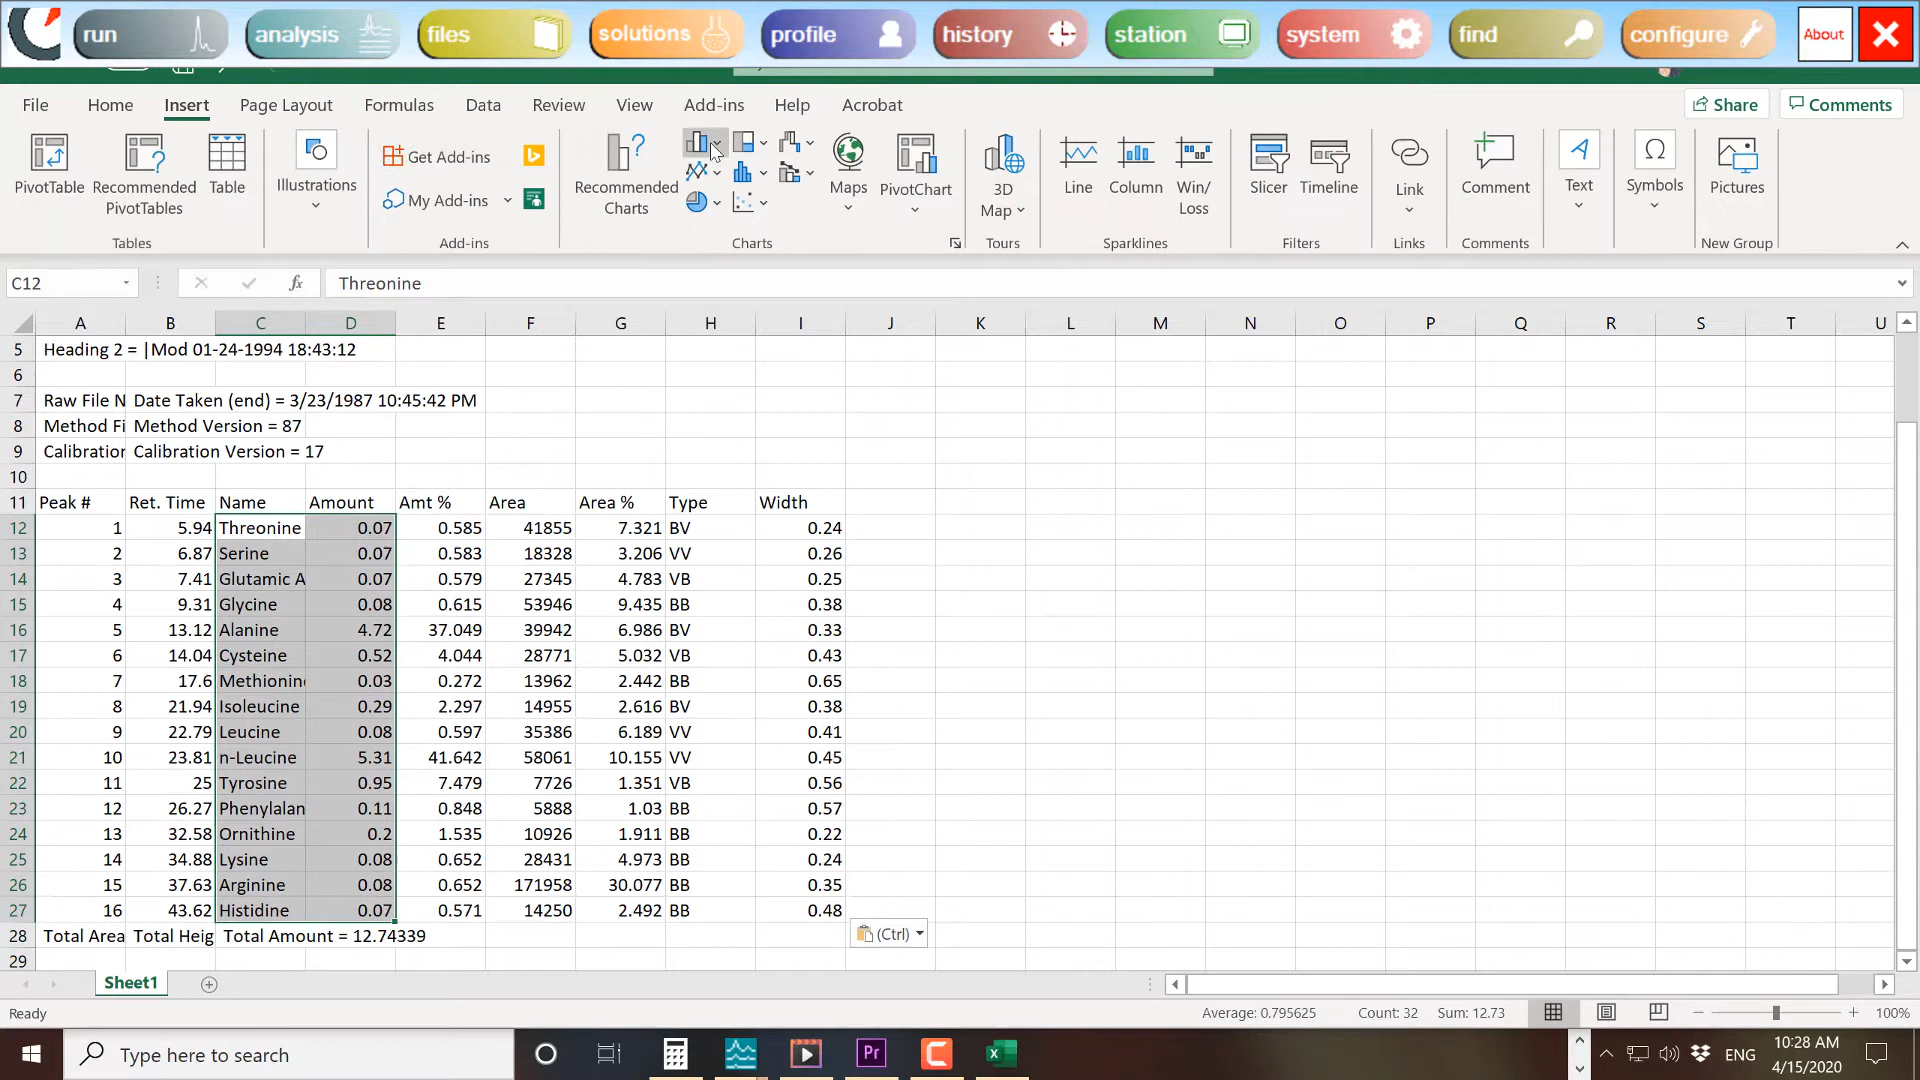 run analysis files solutions profile history station system find configure About
File Home Insert Page Layout Formulas Data Review View Add-ins Help Acrobat Share Comments
PivotTable Recommended PivotTables Table Illustrations Get Add-ins My Add-ins Recommended Charts Maps PivotChart 3D Map Line Column Win/Loss Slicer Timeline Link Comment Text Symbols Pictures
Tables Add-ins Charts Tours Sparklines Filters Links Comments New Group
C12 fx Threonine
A B C D E F G H I J K L M N O P Q R S T U
5 Heading 2 = |Mod 01-24-1994 18:43:12
6
7 Raw File N Date Taken (end) = 3/23/1987 10:45:42 PM
8 Method Fi Method Version = 87
9 Calibration Calibration Version = 17
10
11 Peak # Ret. Time Name Amount Amt % Area Area % Type Width
12 1 5.94 Threonine 0.07 0.585 41855 7.321 BV 0.24
13 2 6.87 Serine 0.07 0.583 18328 3.206 VV 0.26
14 3 7.41 Glutamic A 0.07 0.579 27345 4.783 VB 0.25
15 4 9.31 Glycine 0.08 0.615 53946 9.435 BB 0.38
16 5 13.12 Alanine 4.72 37.049 39942 6.986 BV 0.33
17 6 14.04 Cysteine 0.52 4.044 28771 5.032 VB 0.43
18 7 17.6 Methionin 0.03 0.272 13962 2.442 BB 0.65
19 8 21.94 Isoleucine 0.29 2.297 14955 2.616 BV 0.38
20 9 22.79 Leucine 0.08 0.597 35386 6.189 VV 0.41
21 10 23.81 n-Leucine 5.31 41.642 58061 10.155 VV 0.45
22 11 25 Tyrosine 0.95 7.479 7726 1.351 VB 0.56
23 12 26.27 Phenylalan 0.11 0.848 5888 1.03 BB 0.57
24 13 32.58 Ornithine 0.2 1.535 10926 1.911 BB 0.22
25 14 34.88 Lysine 0.08 0.652 28431 4.973 BB 0.24
26 15 37.63 Arginine 0.08 0.652 171958 30.077 BB 0.35
27 16 43.62 Histidine 0.07 0.571 14250 2.492 BB 0.48
28 Total Area Total Heig Total Amount = 12.74339 (Ctrl)
29
Sheet1
Ready Average: 0.795625 Count: 32 Sum: 12.73 100%
Type here to search Pr ENG 10:28 AM
4/15/2020